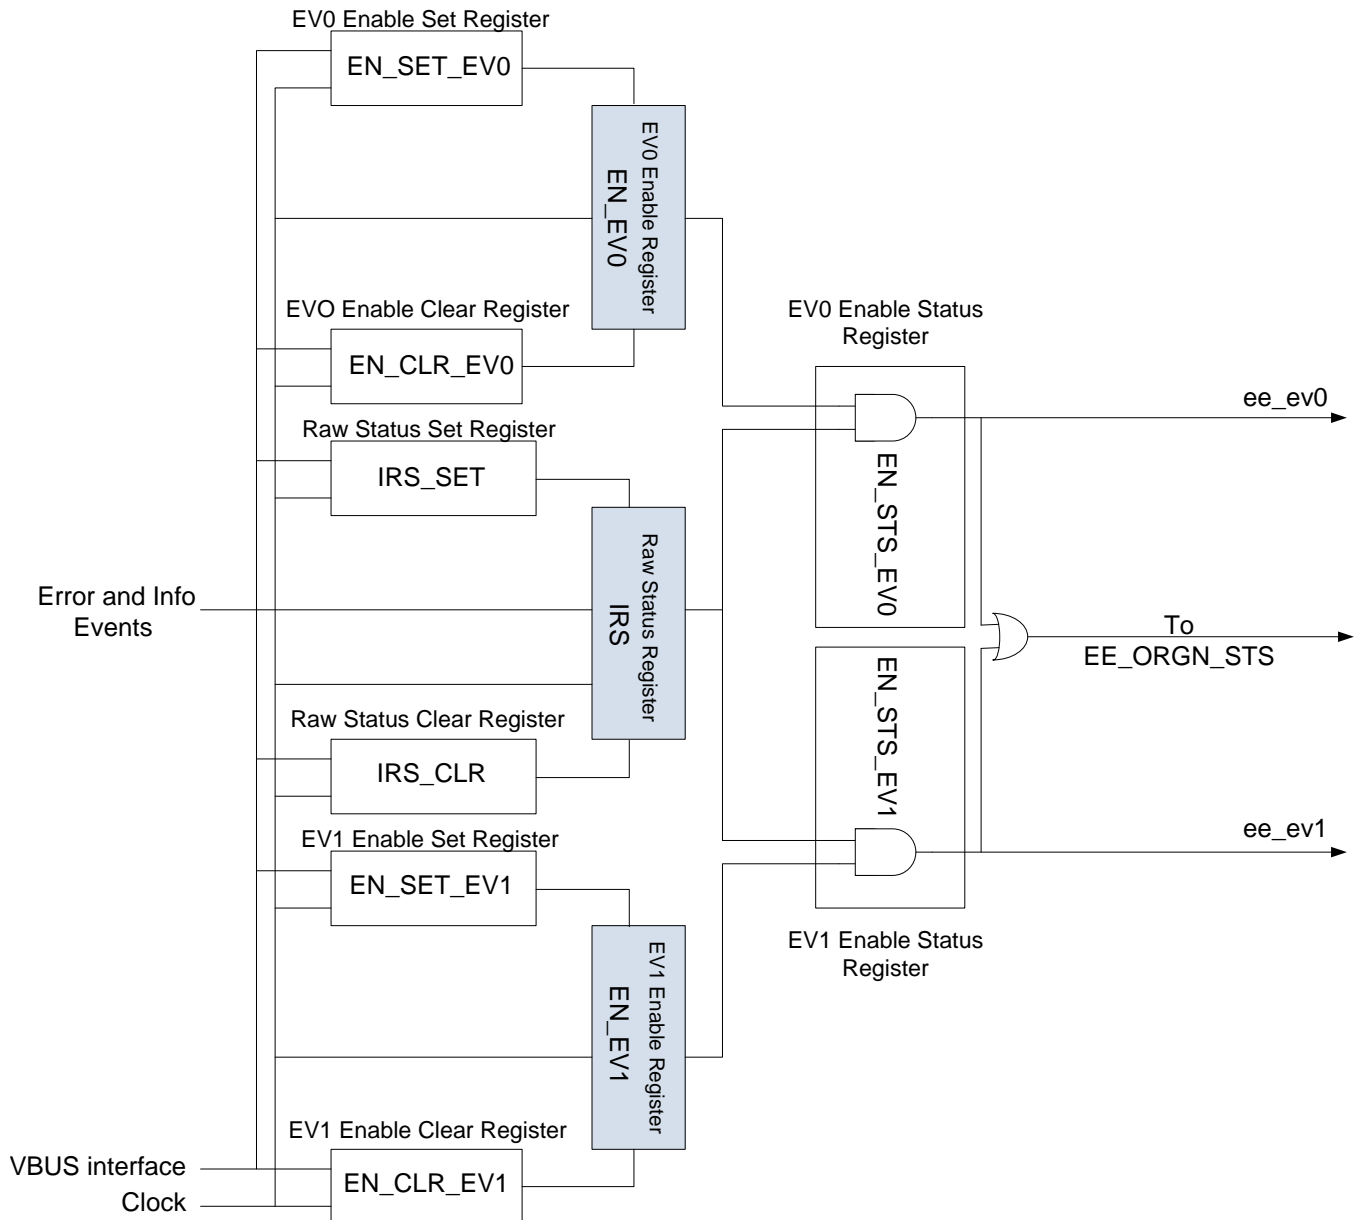 EV0 Enable Set Register
EN_SET_EV0
EV0 Enable Register
EN_EV0
EVO Enable Clear Register
EN_CLR_EV0
EV0 Enable Status
Register
EN_STS_EV0
ee_ev0
Raw Status Set Register
IRS_SET
Error and Info
Events
Raw Status Register
IRS
To
EE_ORGN_STS
Raw Status Clear Register
IRS_CLR
EN_STS_EV1
ee_ev1
EV1 Enable Set Register
EN_SET_EV1
EV1 Enable Status
Register
EV1 Enable Register
EN_EV1
EV1 Enable Clear Register
EN_CLR_EV1
VBUS interface
Clock